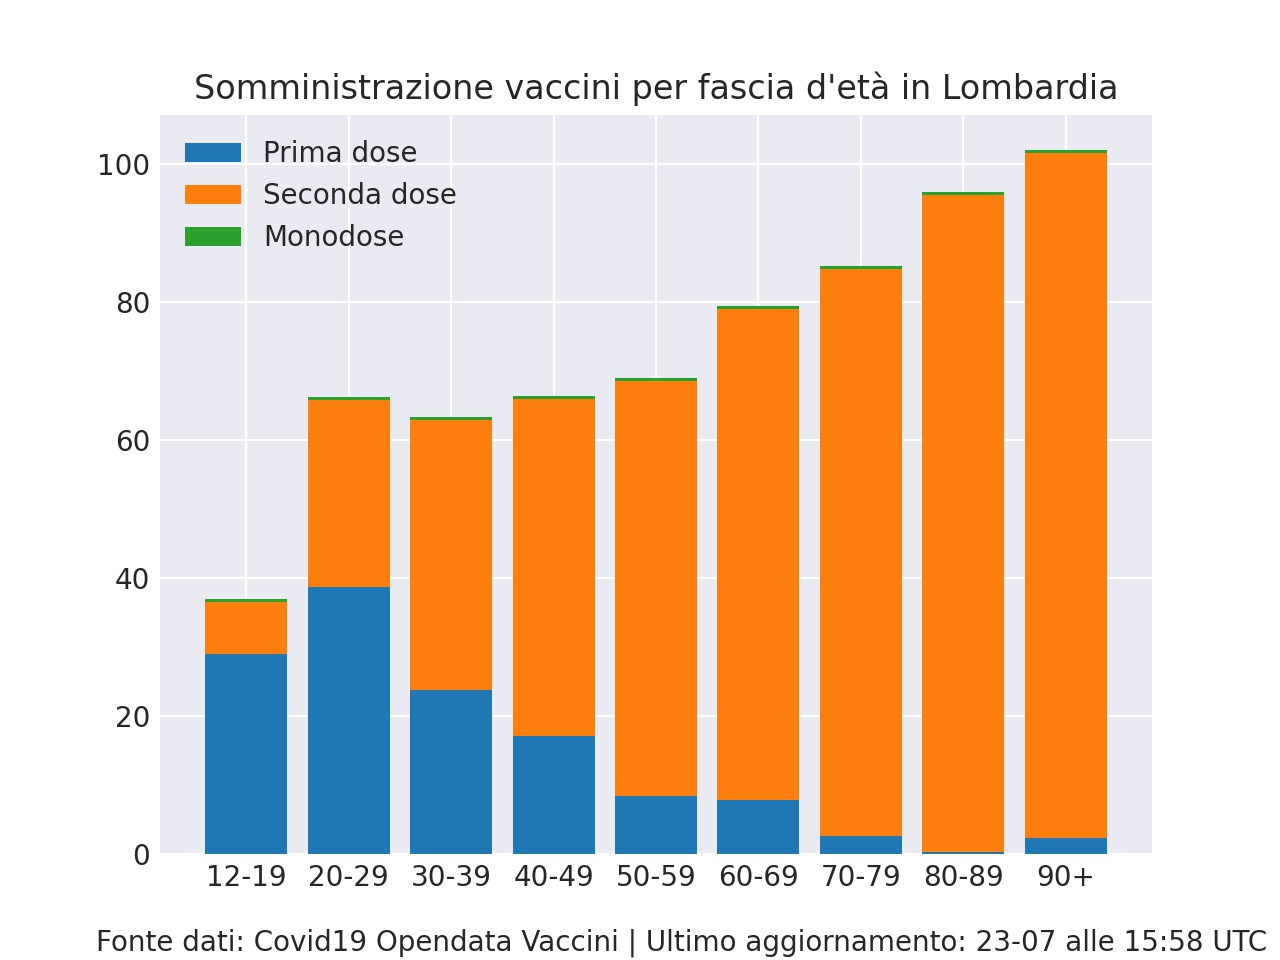 Somministrazione vaccini per fascia d'età in Lombardia
Prima dose
Seconda dose
Monodose
100
80
60
40
20
0
12-19 20-29 30-39 40-49 50-59 60-69 70-79 80-89 90+
Fonte dati: Covid19 Opendata Vaccini | Ultimo aggiornamento: 23-07 alle 15:58 UTC